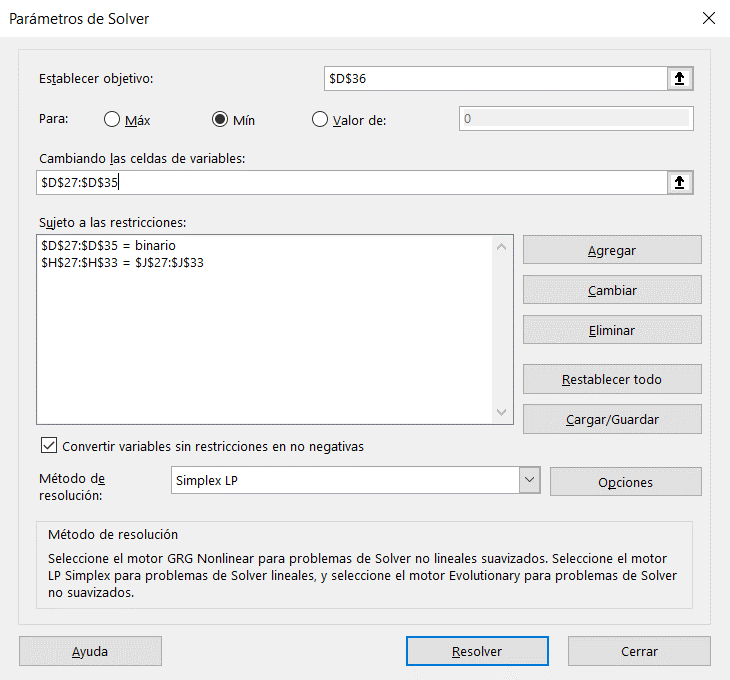 Parámetros de Solver
Establecer objetivo:
$D$36
Para:
Máx
Mín
Valor de:
0
Cambiando las celdas de variables:
$D$27:$D$35
Sujeto a las restricciones:
$D$27:$D$35 = binario
$H$27:$H$33 = $J$27:$J$33
Agregar
Cambiar
Eliminar
Restablecer todo
Cargar/Guardar
Convertir variables sin restricciones en no negativas
Método de
resolución:
Simplex LP
Opciones
Método de resolución
Seleccione el motor GRG Nonlinear para problemas de Solver no lineales suavizados. Seleccione el motor
LP Simplex para problemas de Solver lineales, y seleccione el motor Evolutionary para problemas de Solver
no suavizados.
Ayuda
Resolver
Cerrar